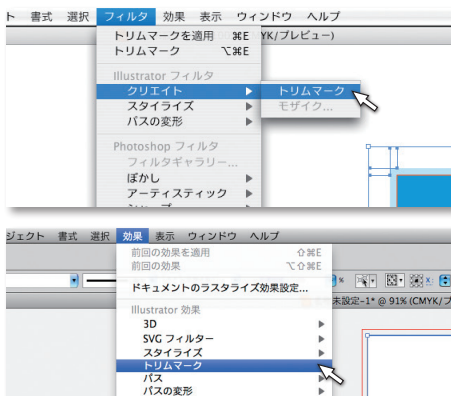 ト 書式 選択 フィルタ 効果 表示 ウィンドウ ヘルプ
トリムマークを適用 ⌘E
YK/プレビュー)
トリムマーク ⌥⌘E
Illustrator フィルタ
クリエイト ▶ トリムマーク
スタイライズ ▶ モザイク...
パスの変形 ▶
Photoshop フィルタ
フィルタギャラリー...
ぼかし ▶
アーティスティック ▶
ジェクト 書式 選択 効果 表示 ウィンドウ ヘルプ
前回の効果を適用 ⇧⌘E
前回の効果 ⌥⇧⌘E
ドキュメントのラスタライズ効果設定...
%
未設定-1* @ 91% (CMYK/プ
Illustrator 効果
3D ▶
SVG フィルター ▶
スタイライズ ▶
トリムマーク
パス ▶
パスの変形 ▶